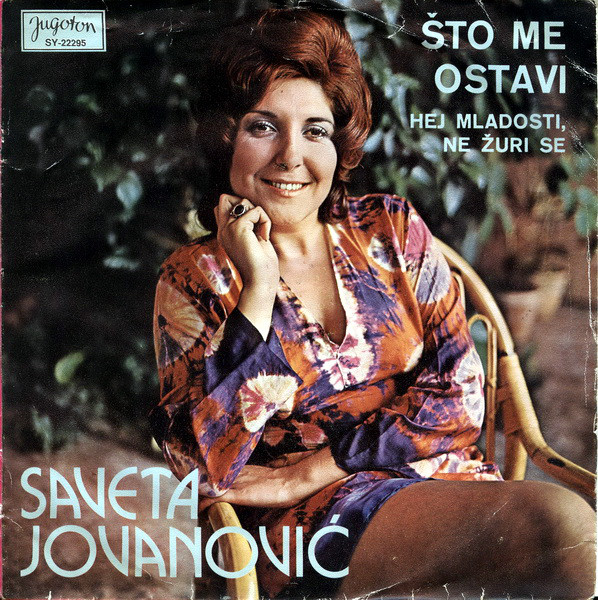 Jugoton
SY-22295
ŠTO ME
OSTAVI
HEJ MLADOSTI,
NE ŽURI SE
SAVETA
JOVANOVIĆ